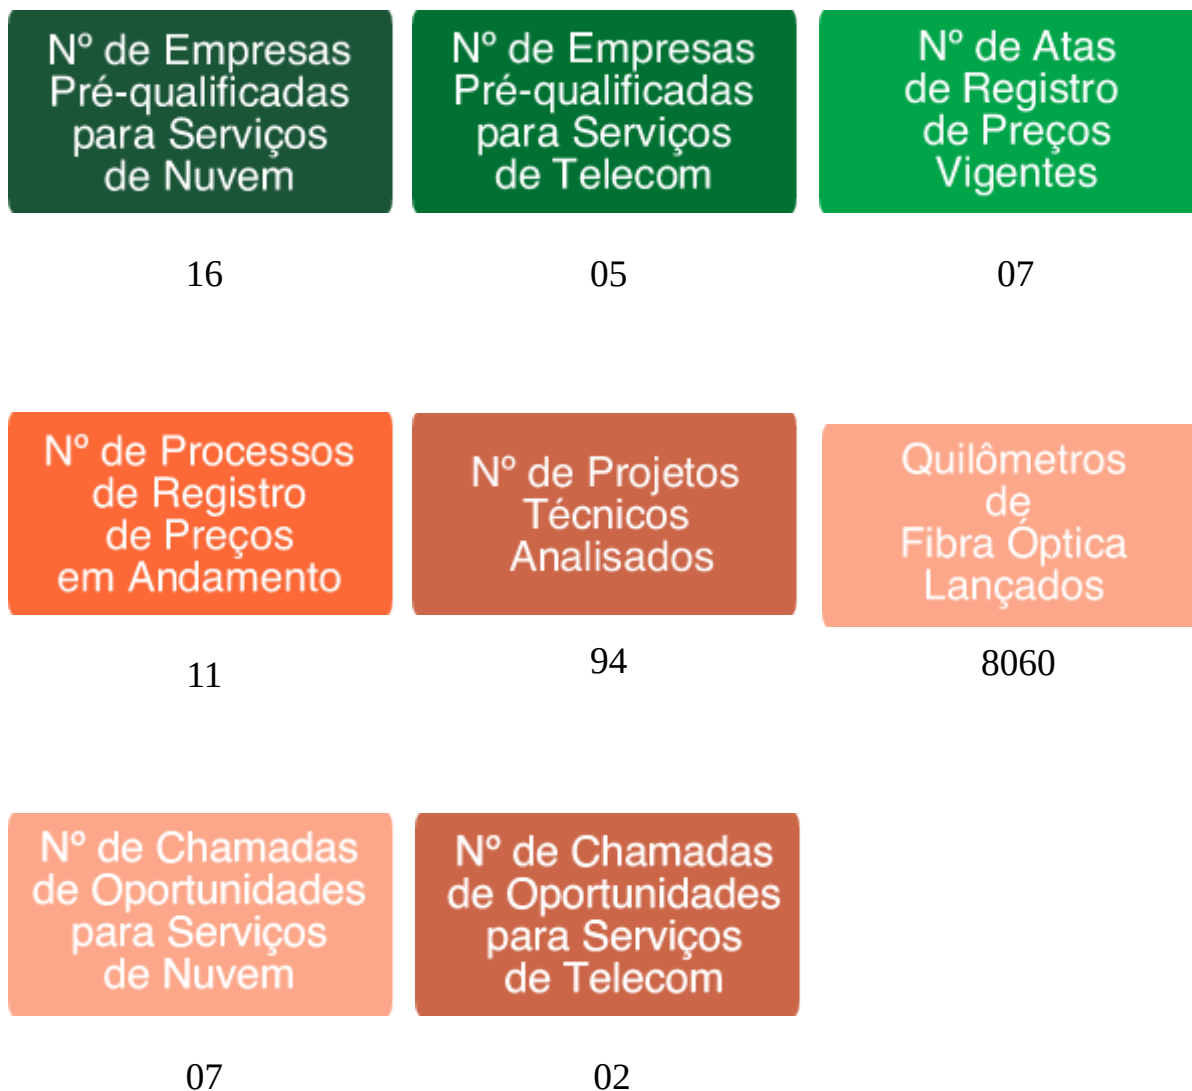 Nº de Empresas
Pré-qualificadas
para Serviços
de Nuvem
16
Nº de Empresas
Pré-qualificadas
para Serviços
de Telecom
05
Nº de Atas
de Registro
de Preços
Vigentes
07
Nº de Processos
de Registro
de Preços
em Andamento
11
Nº de Projetos
Técnicos
Analisados
94
Quilômetros
de
Fibra Óptica
Lançados
8060
Nº de Chamadas
de Oportunidades
para Serviços
de Nuvem
07
Nº de Chamadas
de Oportunidades
para Serviços
de Telecom
02